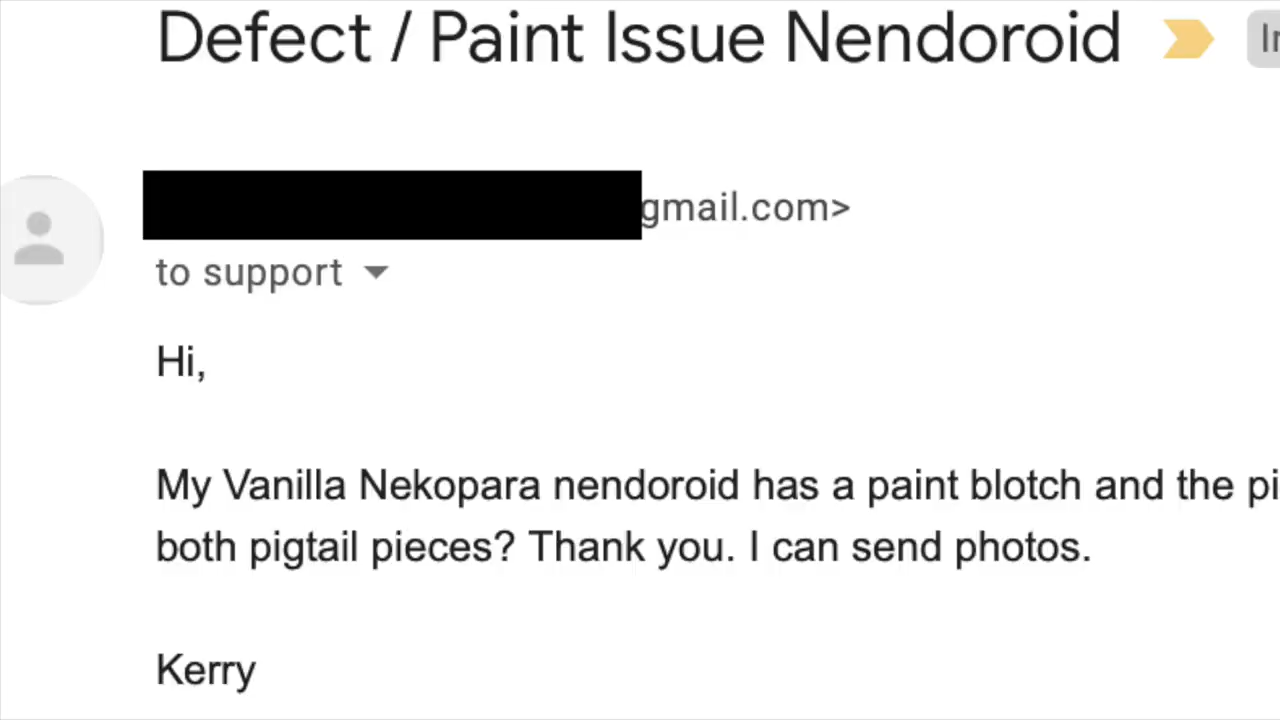 Defect / Paint Issue Nendoroid
gmail.com>
to support
Hi,
My Vanilla Nekopara nendoroid has a paint blotch and the
both pigtail pieces? Thank you. I can send photos.
Kerry